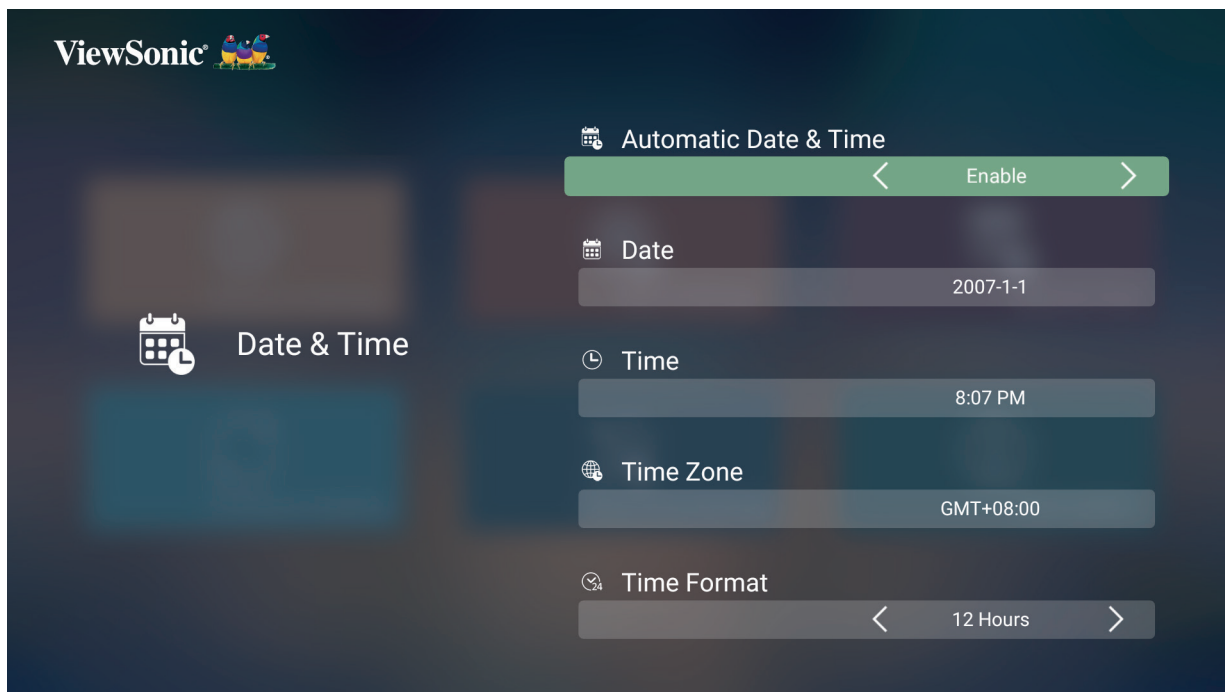 ViewSonic®
Automatic Date & Time
Enable
Date
2007-1-1
Date & Time
Time
8:07 PM
Time Zone
GMT+08:00
Time Format
12 Hours